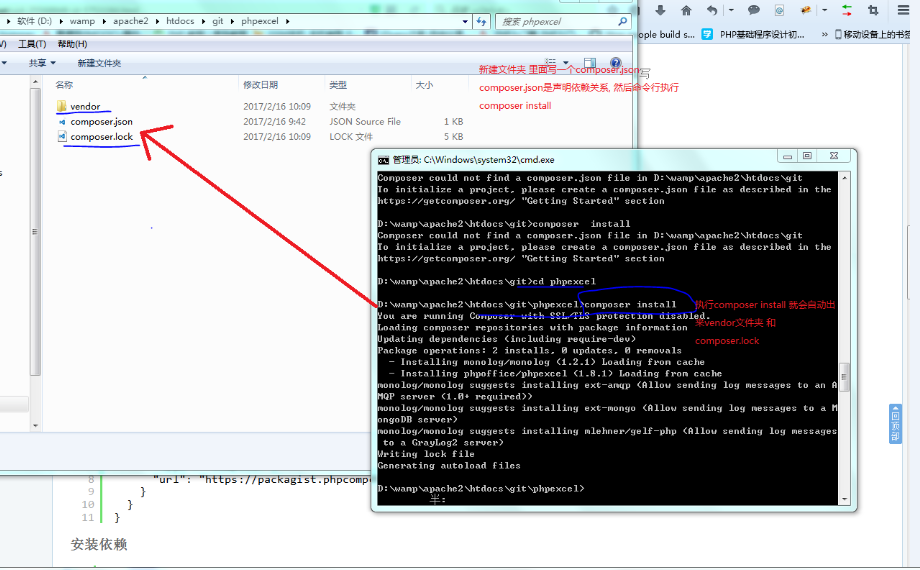 软件 (D:) ▸ wamp ▸ apache2 ▸ htdocs ▸ git ▸ phpexcel ▸
搜索 phpexcel
ople build s...
PHP基础程序设计初...
» 移动设备上的书签
V) 工具(T) 帮助(H)
共享 新建文件夹
名称 修改日期 类型 大小
vendor 2017/2/16 10:09 文件夹
composer.json 2017/2/16 9:42 JSON Source File 1 KB
composer.lock 2017/2/16 10:09 LOCK 文件 5 KB
新建文件夹 里面写一个composer.json
写
composer.json是声明依赖关系, 然后命令行执行
composer install
管理员: C:\Windows\system32\cmd.exe
Composer could not find a composer.json file in D:\wamp\apache2\htdocs\git
To initialize a project, please create a composer.json file as described in the
https://getcomposer.org/ "Getting Started" section
D:\wamp\apache2\htdocs\git>composer  install
Composer could not find a composer.json file in D:\wamp\apache2\htdocs\git
To initialize a project, please create a composer.json file as described in the
https://getcomposer.org/ "Getting Started" section
D:\wamp\apache2\htdocs\git>cd phpexcel
D:\wamp\apache2\htdocs\git\phpexcel>composer install
You are running Composer with SSL/TLS protection disabled.
Loading composer repositories with package information
Updating dependencies (including require-dev)
Package operations: 2 installs, 0 updates, 0 removals
- Installing monolog/monolog (1.2.1) Loading from cache
- Installing phpoffice/phpexcel (1.8.1) Loading from cache
monolog/monolog suggests installing ext-amqp (Allow sending log messages to an A
MQP server (1.0+ required))
monolog/monolog suggests installing ext-mongo (Allow sending log messages to a M
ongoDB server)
monolog/monolog suggests installing mlehner/gelf-php (Allow sending log messages
to a GrayLog2 server)
Writing lock file
Generating autoload files
D:\wamp\apache2\htdocs\git\phpexcel>
半:
执行composer install 就会自动出
来vendor文件夹 和
composer.lock
8 "url": "https://packagist.phpcomp
9 }
10 }
11 }
安装依赖